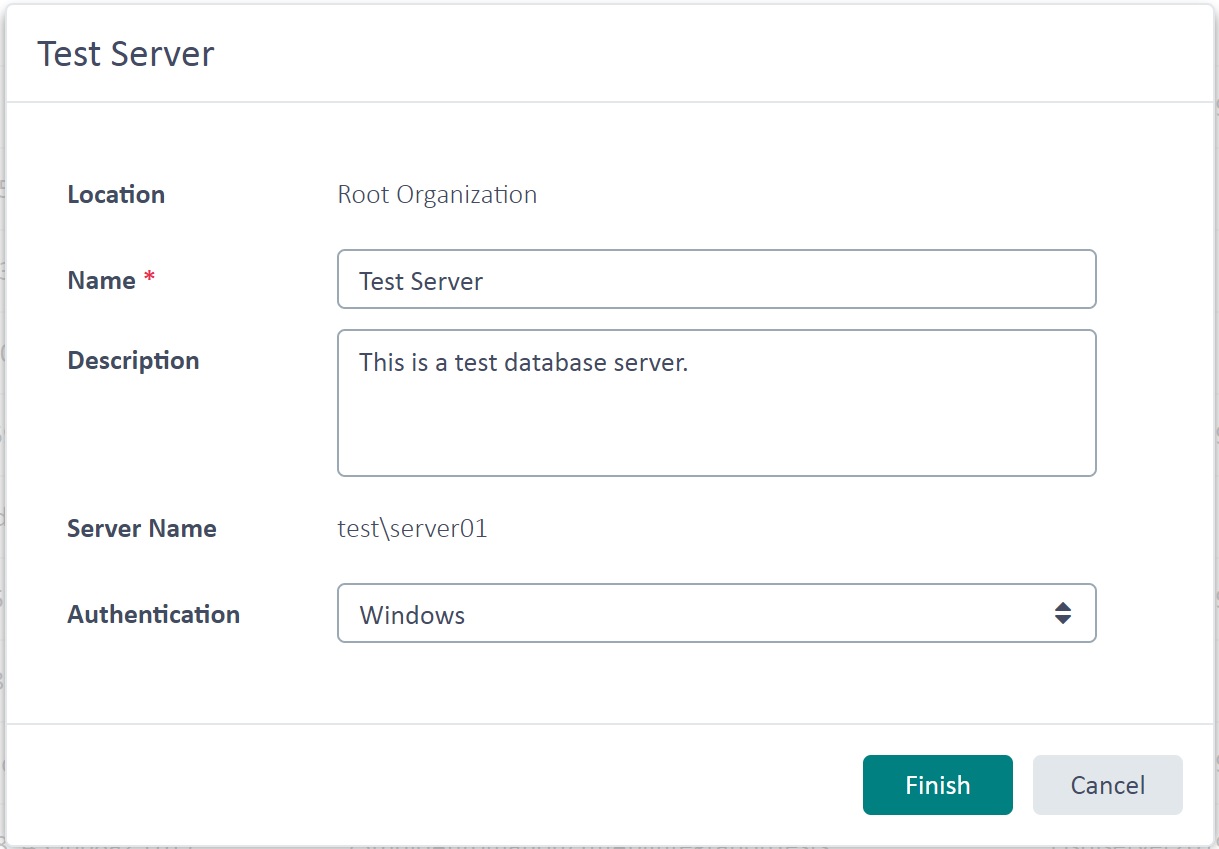 Test Server
Location Root Organization
Name * Test Server
Description This is a test database server.
Server Name test\server01
Authentication Windows
Finish Cancel